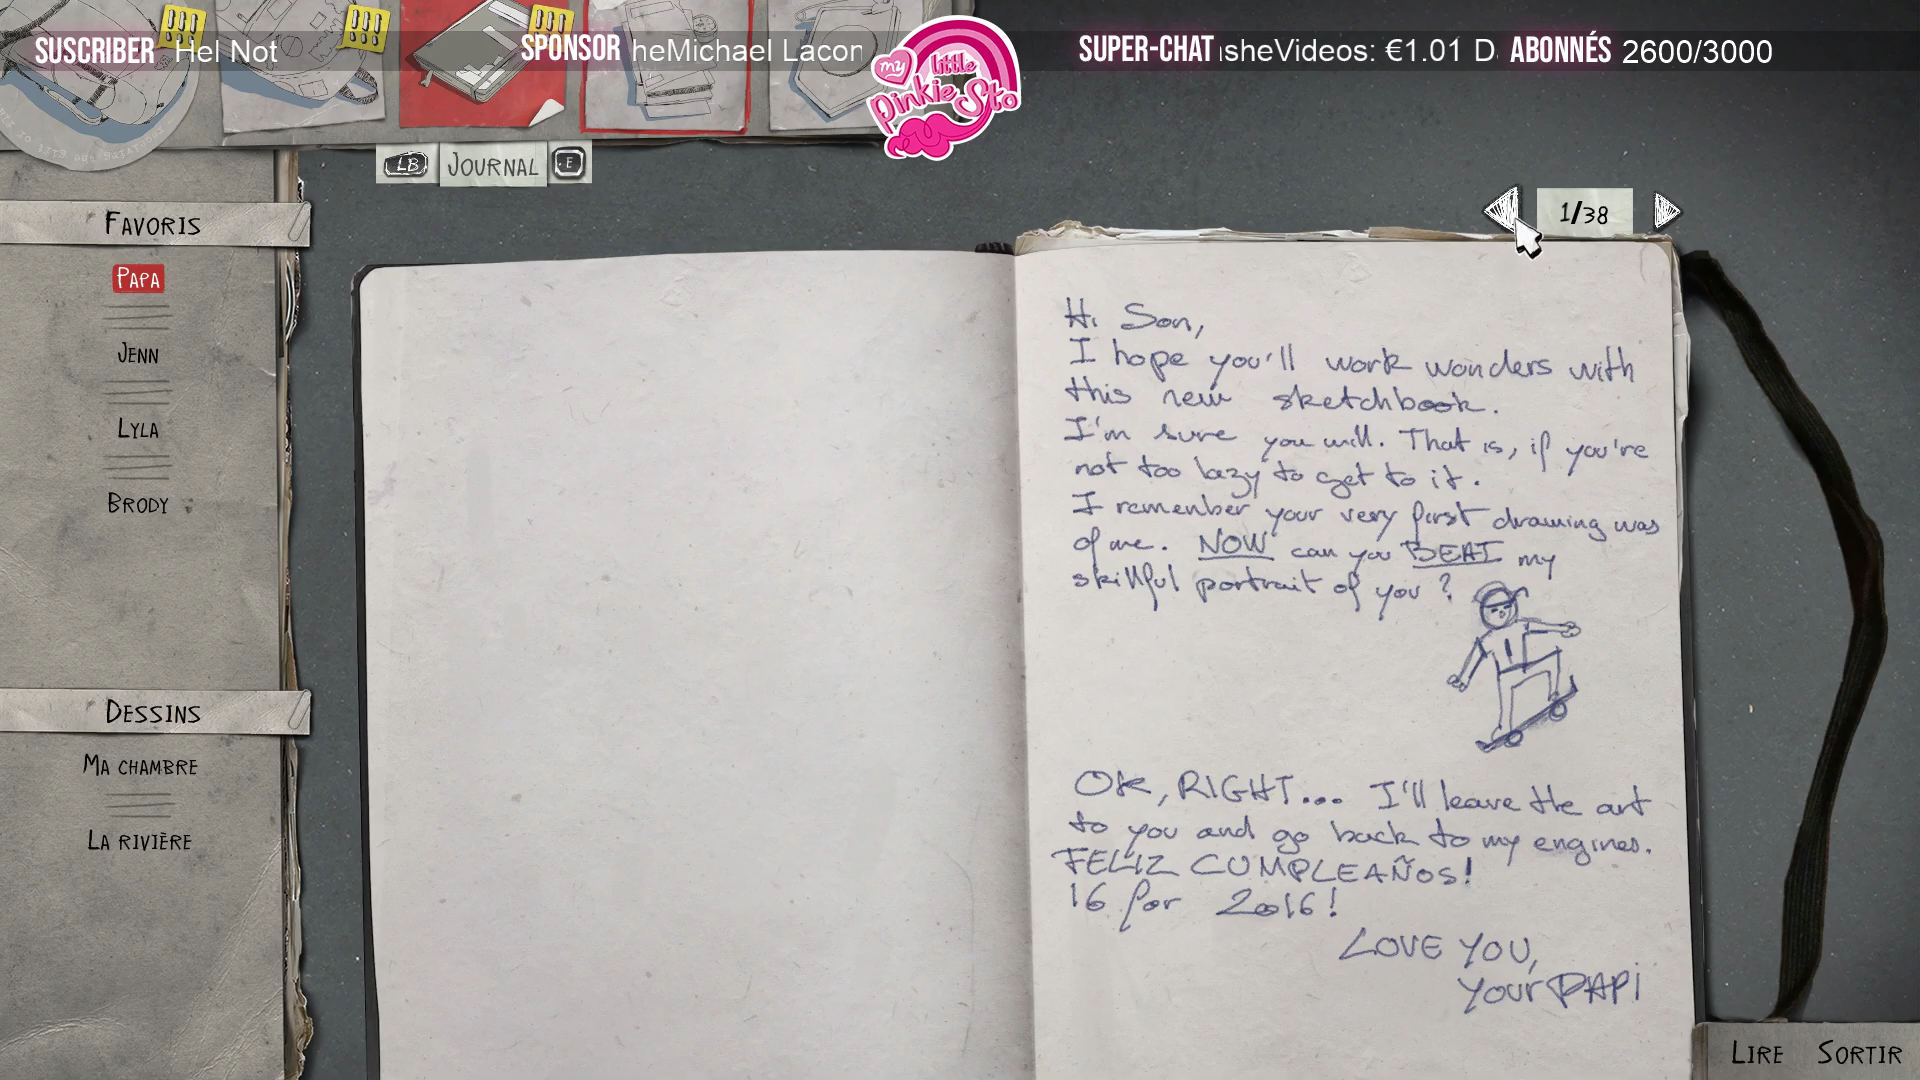 SUSCRIBER Hel Not
SPONSOR heMichael Lacor
my little Pinkie Sto
SUPER-CHAT asheVideos: €1.01 D
ABONNÉS 2600/3000
LB JOURNAL E
1/38
FAVORIS
PAPA
JENN
LYLA
BRODY
DESSINS
MA CHAMBRE
LA RIVIÈRE
Hi Son,
I hope you'll work wonders with
this new sketchbook.
I'm sure you will. That is, if you're
not too lazy to get to it.
I remember your very first drawing was
of me. NOW can you BEAT my
skillful portrait of you?
OK, RIGHT... I'll leave the art
to you and go back to my engines.
FELIZ CUMPLEAÑOS!
16 for 2016!
LOVE YOU,
your PAPI
LIRE SORTIR